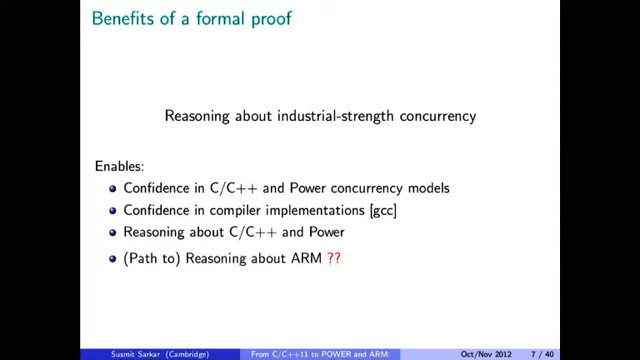 Benefits of a formal proof
Reasoning about industrial-strength concurrency
Enables:
Confidence in C/C++ and Power concurrency models
Confidence in compiler implementations [gcc]
Reasoning about C/C++ and Power
(Path to) Reasoning about ARM ??
Susmit Sarkar (Cambridge) From C/C++11 to POWER and ARM: Oct/Nov 2012 7 / 40